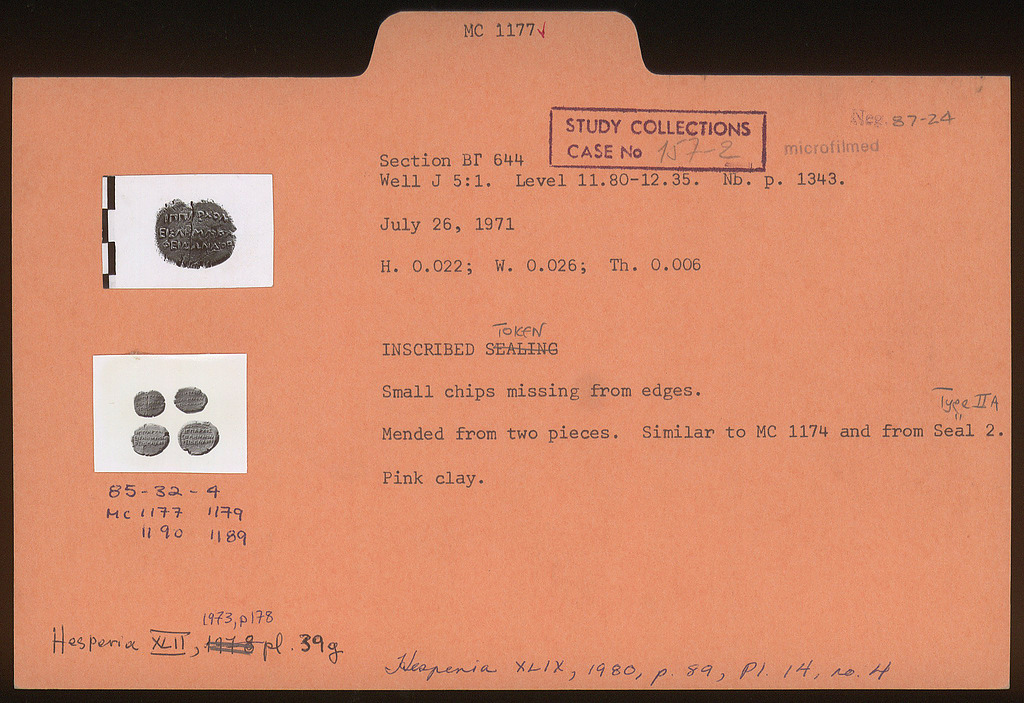 MC 1177✓
Neg. 87-24
microfilmed
STUDY COLLECTIONS
CASE No 157-2
Section ΒΓ 644
Well J 5:1. Level 11.80-12.35. Nb. p. 1343.
July 26, 1971
H. 0.022; W. 0.026; Th. 0.006
TOKEN
INSCRIBED SEALING
Small chips missing from edges.
Type II A
"
Mended from two pieces. Similar to MC 1174 and from Seal 2.
Pink clay.
85-32-4
MC 1177 1179
1190 1189
1973, p 178
Hesperia XLII, 1978 pl. 39g
Hesperia XLIX, 1980, p. 89, Pl. 14, no. 4